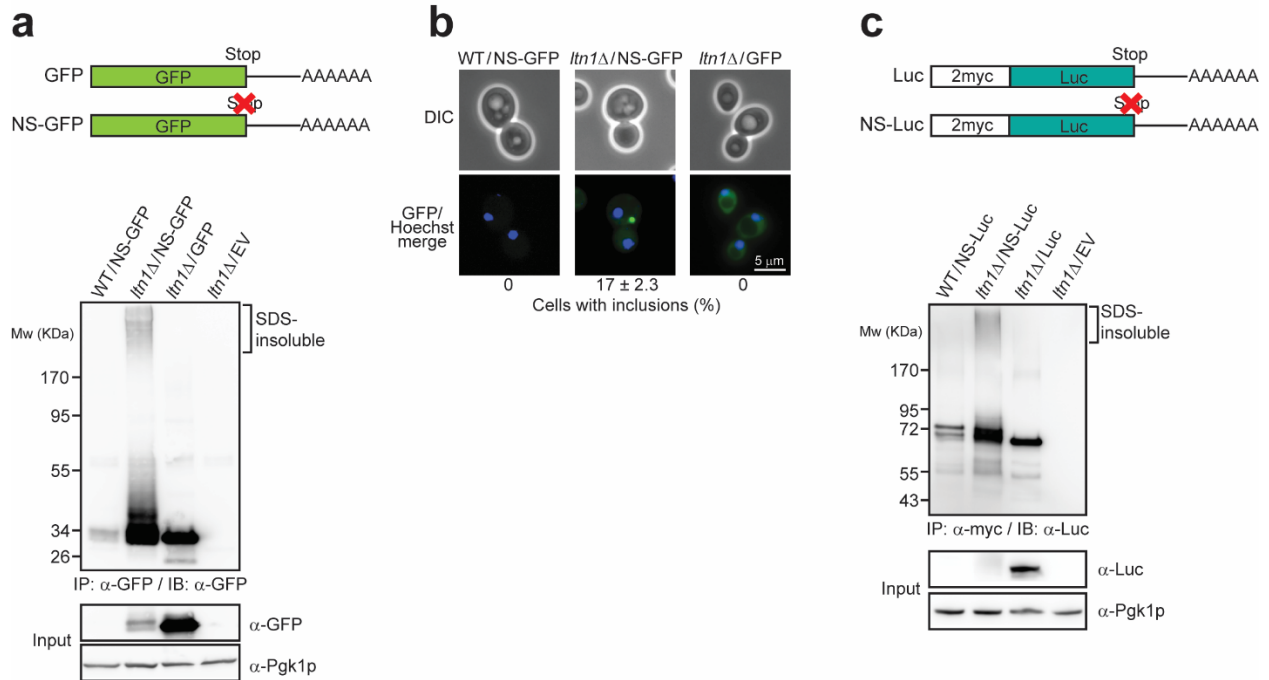 a
Stop
GFP GFP AAAAAA
Stop
NS-GFP GFP AAAAAA
WT/NS-GFP
ltn1Δ/NS-GFP
ltn1Δ/GFP
ltn1Δ/EV
Mw (KDa)
SDS-
insoluble
170
95
55
34
26
IP: α-GFP / IB: α-GFP
Input
α-GFP
α-Pgk1p
b
WT/NS-GFP ltn1Δ/NS-GFP ltn1Δ/GFP
DIC
GFP/
Hoechst
merge
5 μm
0 17 ± 2.3 0
Cells with inclusions (%)
c
Stop
Luc 2myc Luc AAAAAA
Stop
NS-Luc 2myc Luc AAAAAA
WT/NS-Luc
ltn1Δ/NS-Luc
ltn1Δ/Luc
ltn1Δ/EV
Mw (KDa)
SDS-
insoluble
170
95
72
55
43
IP: α-myc / IB: α-Luc
Input
α-Luc
α-Pgk1p